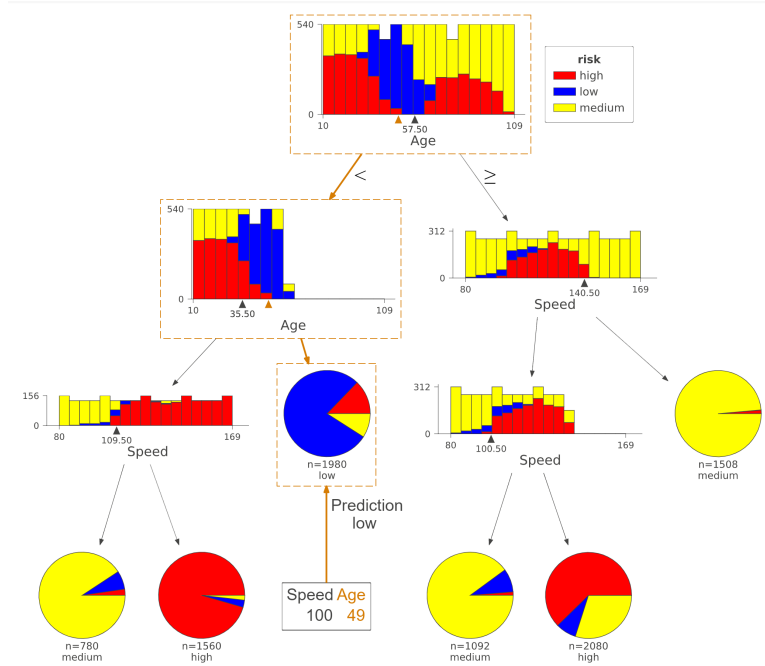 540
0
10
57.50
109
Age
risk
high
low
medium
<
≥
540
0
10
35.50
109
Age
312
0
80
140.50
169
Speed
156
0
80
109.50
169
Speed
n=1980
low
312
0
80
100.50
169
Speed
n=1508
medium
Prediction
low
Speed Age
100 49
n=780
medium
n=1560
high
n=1092
medium
n=2080
high